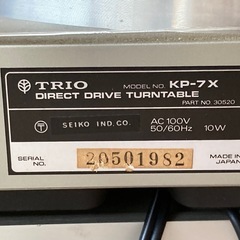 TRIO MODEL NO. KP-7X
DIRECT DRIVE TURNTABLE
PART NO. 30520
SEIKO IND. CO. AC 100V
50/60Hz 10W
SERIAL NO. 20501982 MADE IN JAPAN